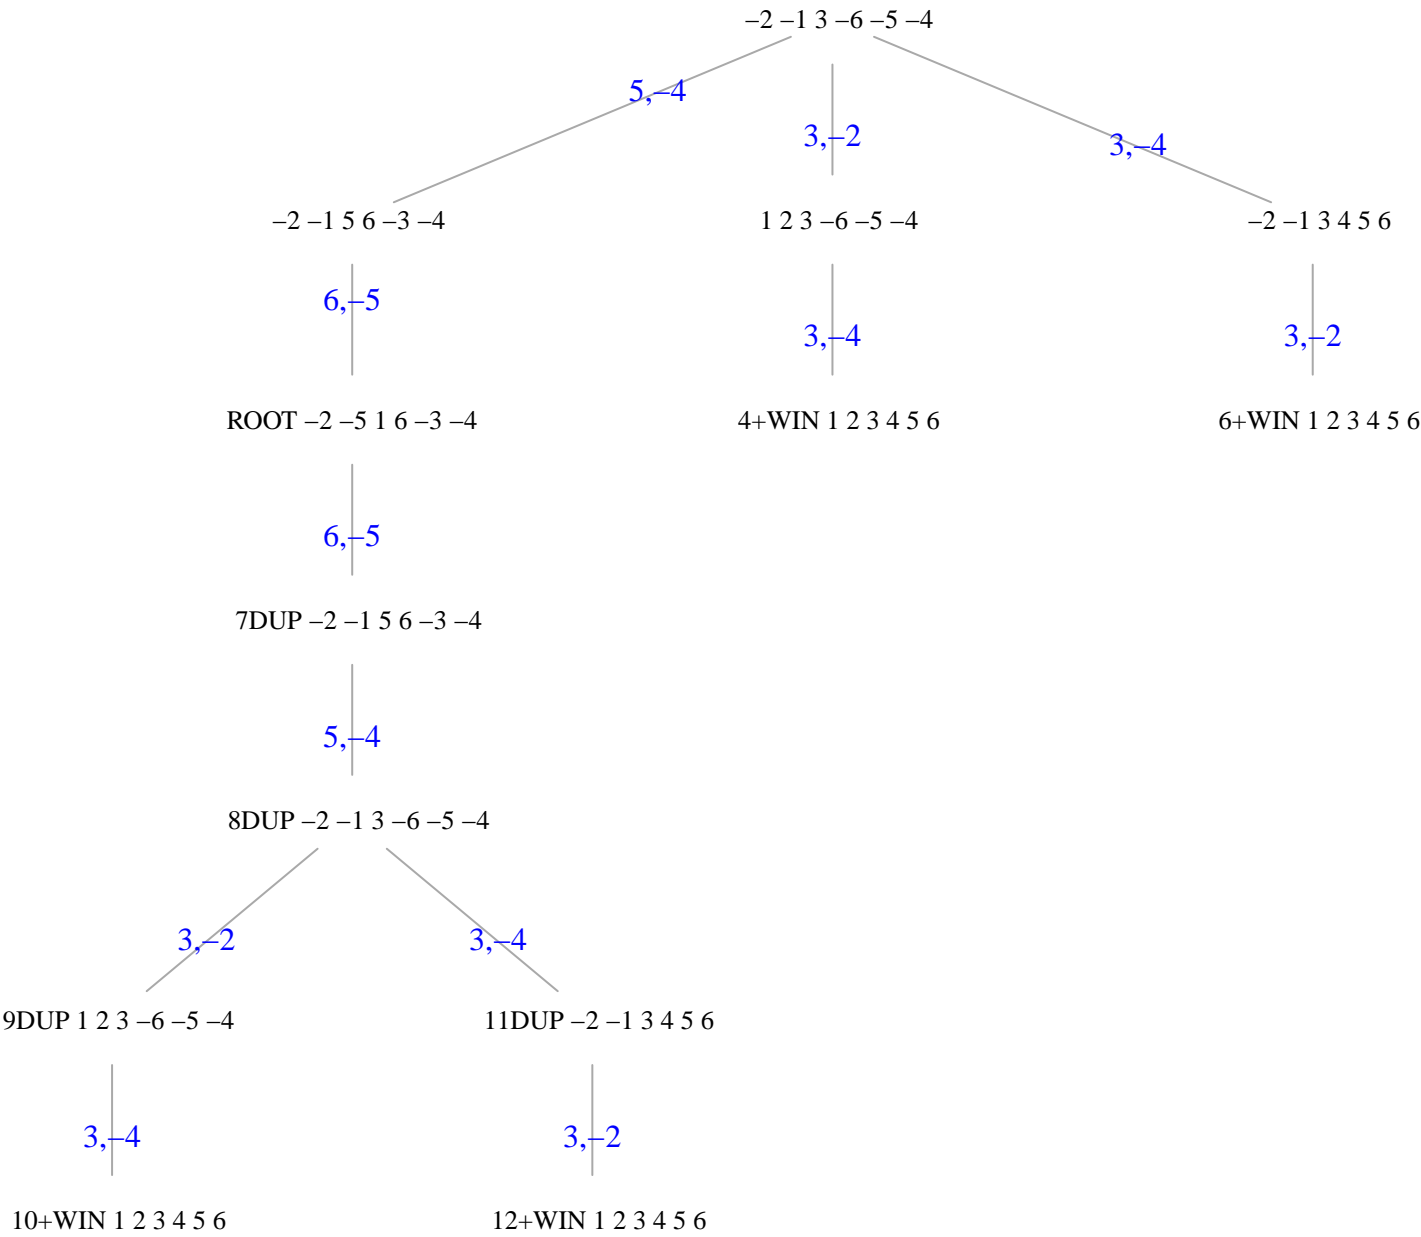 –2 –1 3 –6 –5 –4
5,–4
3,–2
3,–4
–2 –1 5 6 –3 –4
1 2 3 –6 –5 –4
–2 –1 3 4 5 6
6,–5
3,–4
3,–2
ROOT –2 –5 1 6 –3 –4
4+WIN 1 2 3 4 5 6
6+WIN 1 2 3 4 5 6
6,–5
7DUP –2 –1 5 6 –3 –4
5,–4
8DUP –2 –1 3 –6 –5 –4
3,–2
3,–4
9DUP 1 2 3 –6 –5 –4
11DUP –2 –1 3 4 5 6
3,–4
3,–2
10+WIN 1 2 3 4 5 6
12+WIN 1 2 3 4 5 6